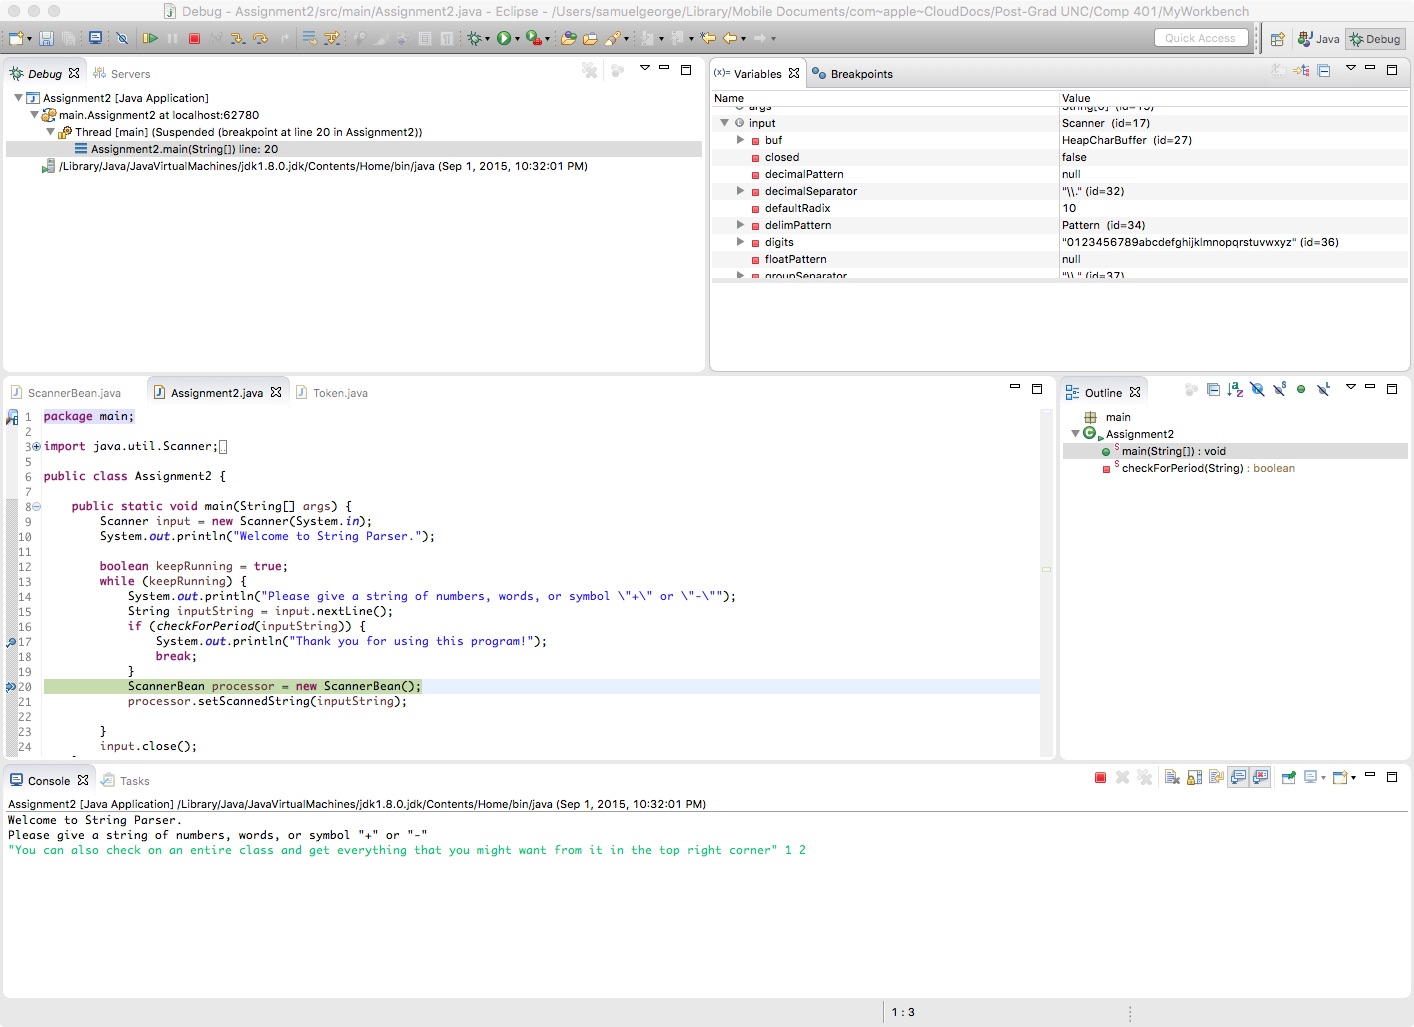 Debug - Assignment2/src/main/Assignment2.java - Eclipse - /Users/samuelgeorge/Library/Mobile Documents/com~apple~CloudDocs/Post-Grad UNC/Comp 401/MyWorkbench
Quick Access
Java
Debug
Debug
Servers
Assignment2 [Java Application]
main.Assignment2 at localhost:62780
Thread [main] (Suspended (breakpoint at line 20 in Assignment2))
Assignment2.main(String[]) line: 20
/Library/Java/JavaVirtualMachines/jdk1.8.0.jdk/Contents/Home/bin/java (Sep 1, 2015, 10:32:01 PM)
(x)= Variables
Breakpoints
Name Value
args String[0] (id=15)
input Scanner (id=17)
buf HeapCharBuffer (id=27)
closed false
decimalPattern null
decimalSeparator "\\." (id=32)
defaultRadix 10
delimPattern Pattern (id=34)
digits "0123456789abcdefghijklmnopqrstuvwxyz" (id=36)
floatPattern null
groupSeparator "\\," (id=37)
ScannerBean.java
Assignment2.java
Token.java
1 package main;
2
3 import java.util.Scanner;
5
6 public class Assignment2 {
7
8 public static void main(String[] args) {
9 Scanner input = new Scanner(System.in);
10 System.out.println("Welcome to String Parser.");
11
12 boolean keepRunning = true;
13 while (keepRunning) {
14 System.out.println("Please give a string of numbers, words, or symbol \"+\" or \"-\"");
15 String inputString = input.nextLine();
16 if (checkForPeriod(inputString)) {
17 System.out.println("Thank you for using this program!");
18 break;
19 }
20 ScannerBean processor = new ScannerBean();
21 processor.setScannedString(inputString);
22
23 }
24 input.close();
Outline
main
Assignment2
S main(String[]) : void
S checkForPeriod(String) : boolean
Console
Tasks
Assignment2 [Java Application] /Library/Java/JavaVirtualMachines/jdk1.8.0.jdk/Contents/Home/bin/java (Sep 1, 2015, 10:32:01 PM)
Welcome to String Parser.
Please give a string of numbers, words, or symbol "+" or "-"
"You can also check on an entire class and get everything that you might want from it in the top right corner" 1 2
1 : 3